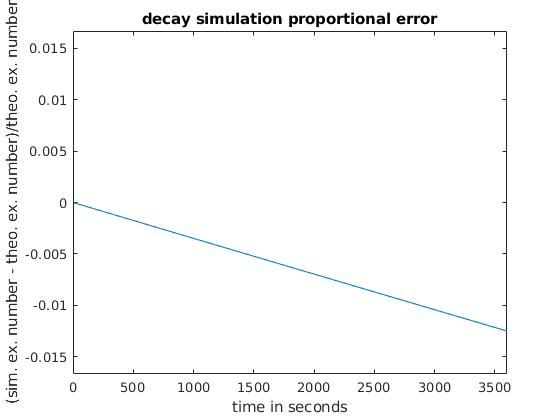 decay simulation proportional error
(sim. ex. number - theo. ex. number)/theo. ex. number
0.015
0.01
0.005
0
-0.005
-0.01
-0.015
0 500 1000 1500 2000 2500 3000 3500
time in seconds